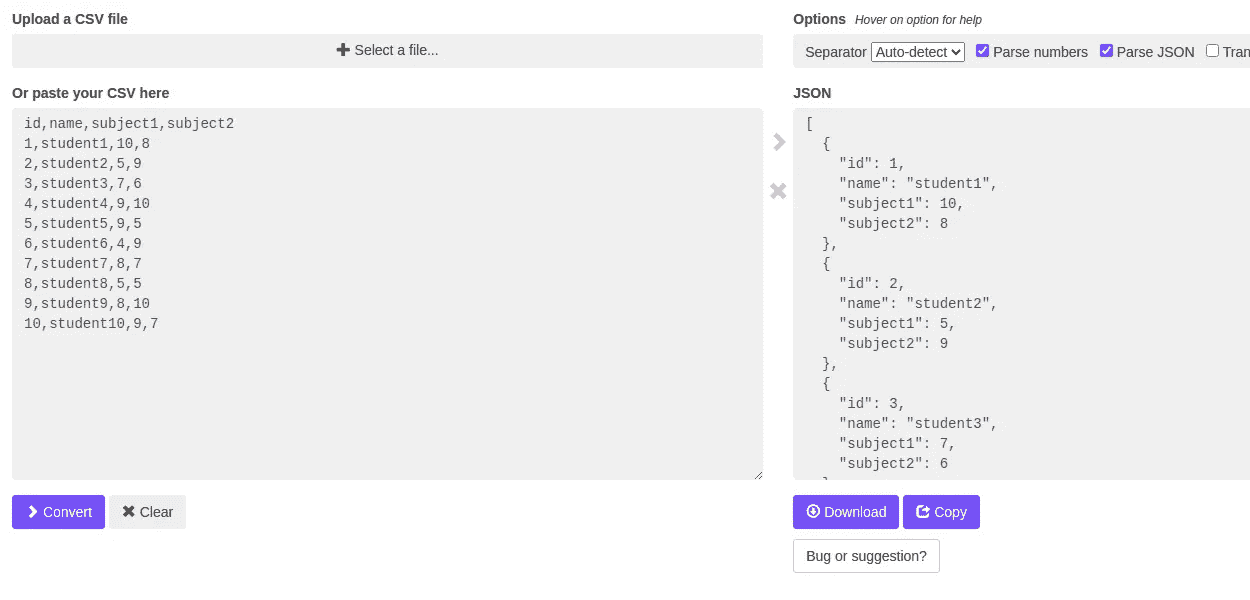 Upload a CSV file
Select a file...
Or paste your CSV here
id,name,subject1,subject2
1,student1,10,8
2,student2,5,9
3,student3,7,6
4,student4,9,10
5,student5,9,5
6,student6,4,9
7,student7,8,7
8,student8,5,5
9,student9,8,10
10,student10,9,7
Convert Clear
Options Hover on option for help
Separator Auto-detect Parse numbers Parse JSON Tran
JSON
[
{
"id": 1,
"name": "student1",
"subject1": 10,
"subject2": 8
},
{
"id": 2,
"name": "student2",
"subject1": 5,
"subject2": 9
},
{
"id": 3,
"name": "student3",
"subject1": 7,
"subject2": 6
}
Download Copy
Bug or suggestion?